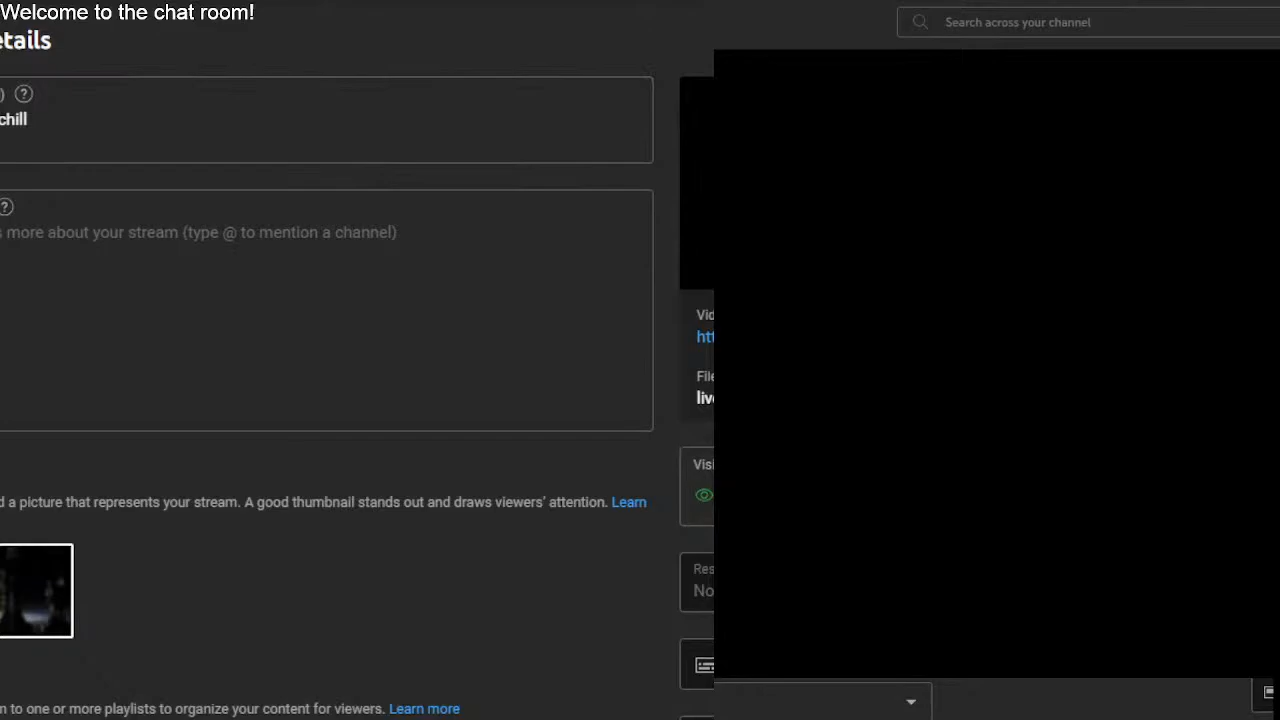 Welcome to the chat room!
etails
Search across your channel
) ?
chill
?
s more about your stream (type @ to mention a channel)
Vid
htt
File
live
Visi
d a picture that represents your stream. A good thumbnail stands out and draws viewers' attention. Learn
Res
No
m to one or more playlists to organize your content for viewers. Learn more